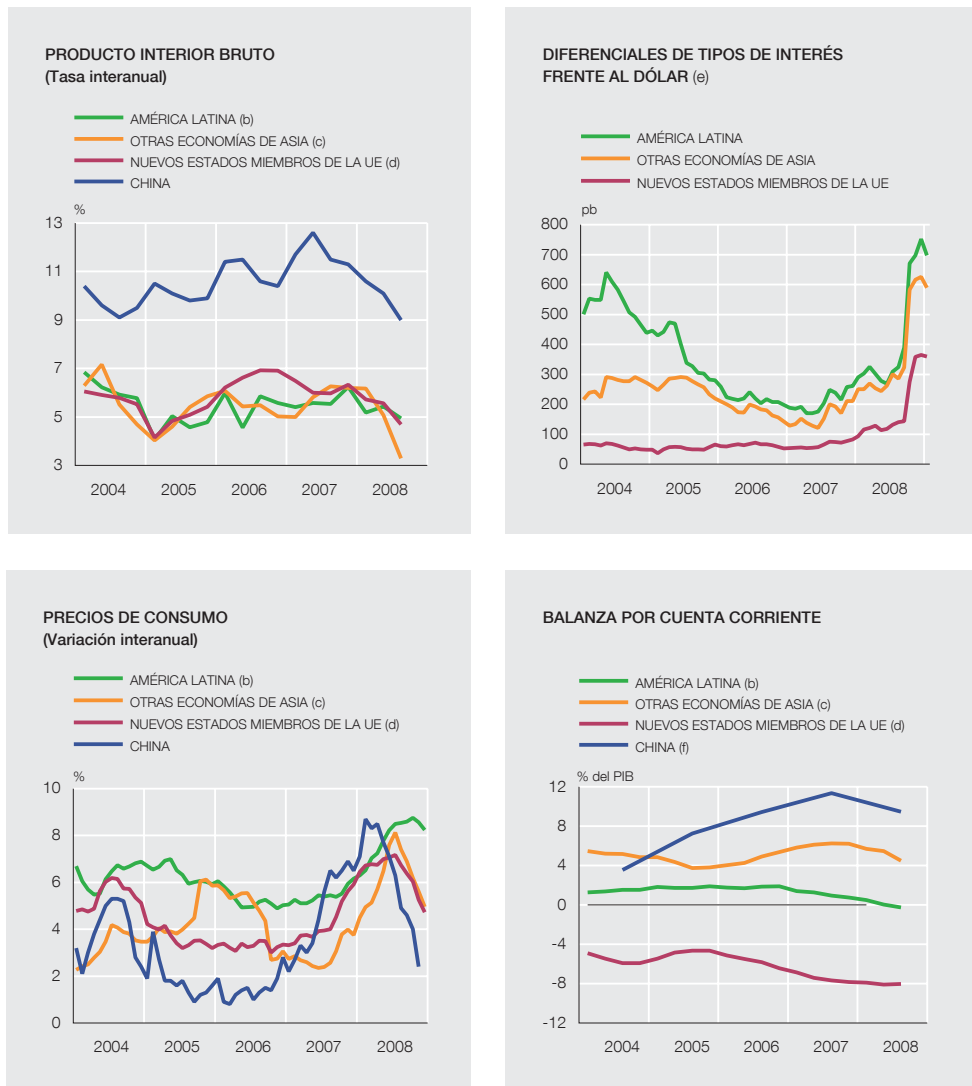 PRODUCTO INTERIOR BRUTO
(Tasa interanual)
AMÉRICA LATINA (b)
OTRAS ECONOMÍAS DE ASIA (c)
NUEVOS ESTADOS MIEMBROS DE LA UE (d)
CHINA
%
13
11
9
7
5
3
2004 2005 2006 2007 2008
DIFERENCIALES DE TIPOS DE INTERÉS
FRENTE AL DÓLAR (e)
AMÉRICA LATINA
OTRAS ECONOMÍAS DE ASIA
NUEVOS ESTADOS MIEMBROS DE LA UE
pb
800
700
600
500
400
300
200
100
0
2004 2005 2006 2007 2008
PRECIOS DE CONSUMO
(Variación interanual)
AMÉRICA LATINA (b)
OTRAS ECONOMÍAS DE ASIA (c)
NUEVOS ESTADOS MIEMBROS DE LA UE (d)
CHINA
%
10
8
6
4
2
0
2004 2005 2006 2007 2008
BALANZA POR CUENTA CORRIENTE
AMÉRICA LATINA (b)
OTRAS ECONOMÍAS DE ASIA (c)
NUEVOS ESTADOS MIEMBROS DE LA UE (d)
CHINA (f)
% del PIB
12
8
4
0
-4
-8
-12
2004 2005 2006 2007 2008